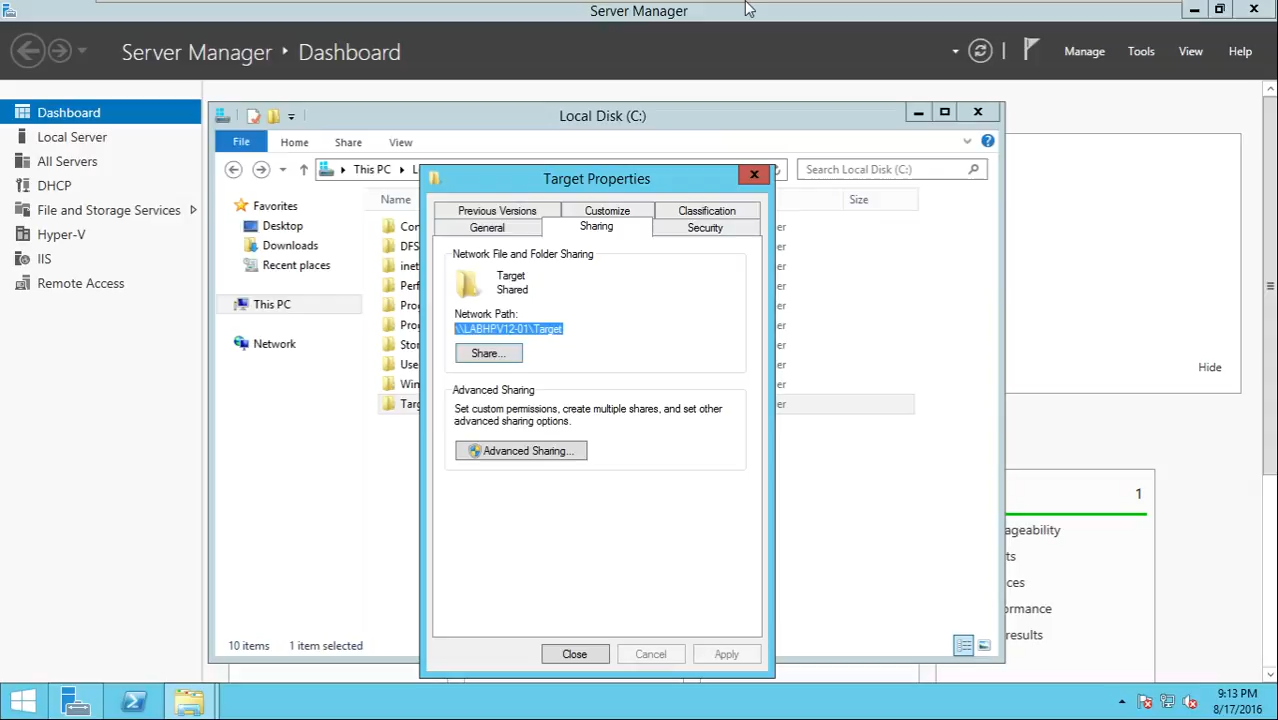 Server Manager
Server Manager ‣ Dashboard
Manage Tools View Help
Dashboard
Local Server
All Servers
DHCP
File and Storage Services
Hyper-V
IIS
Remote Access
Local Disk (C:)
File Home Share View
This PC
Search Local Disk (C:)
Favorites
Desktop
Downloads
Recent places
This PC
Network
Name
Size
DFS
inet
Target Properties
Previous Versions Customize Classification
General Sharing Security
Network File and Folder Sharing
Target
Shared
Network Path:
\\LABHPV12-01\Target
Share...
Advanced Sharing
Set custom permissions, create multiple shares, and set other
advanced sharing options.
Advanced Sharing...
Close Cancel Apply
10 items 1 item selected
Hide
1
ageability
ts
ces
ormance
results
9:13 PM
8/17/2016